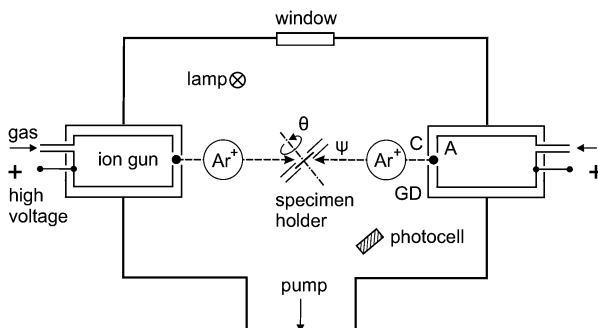 window
lamp
θ
gas
ion gun
Ar+
ψ
Ar+
C
A
+
high
voltage
specimen
holder
GD
+
photocell
pump